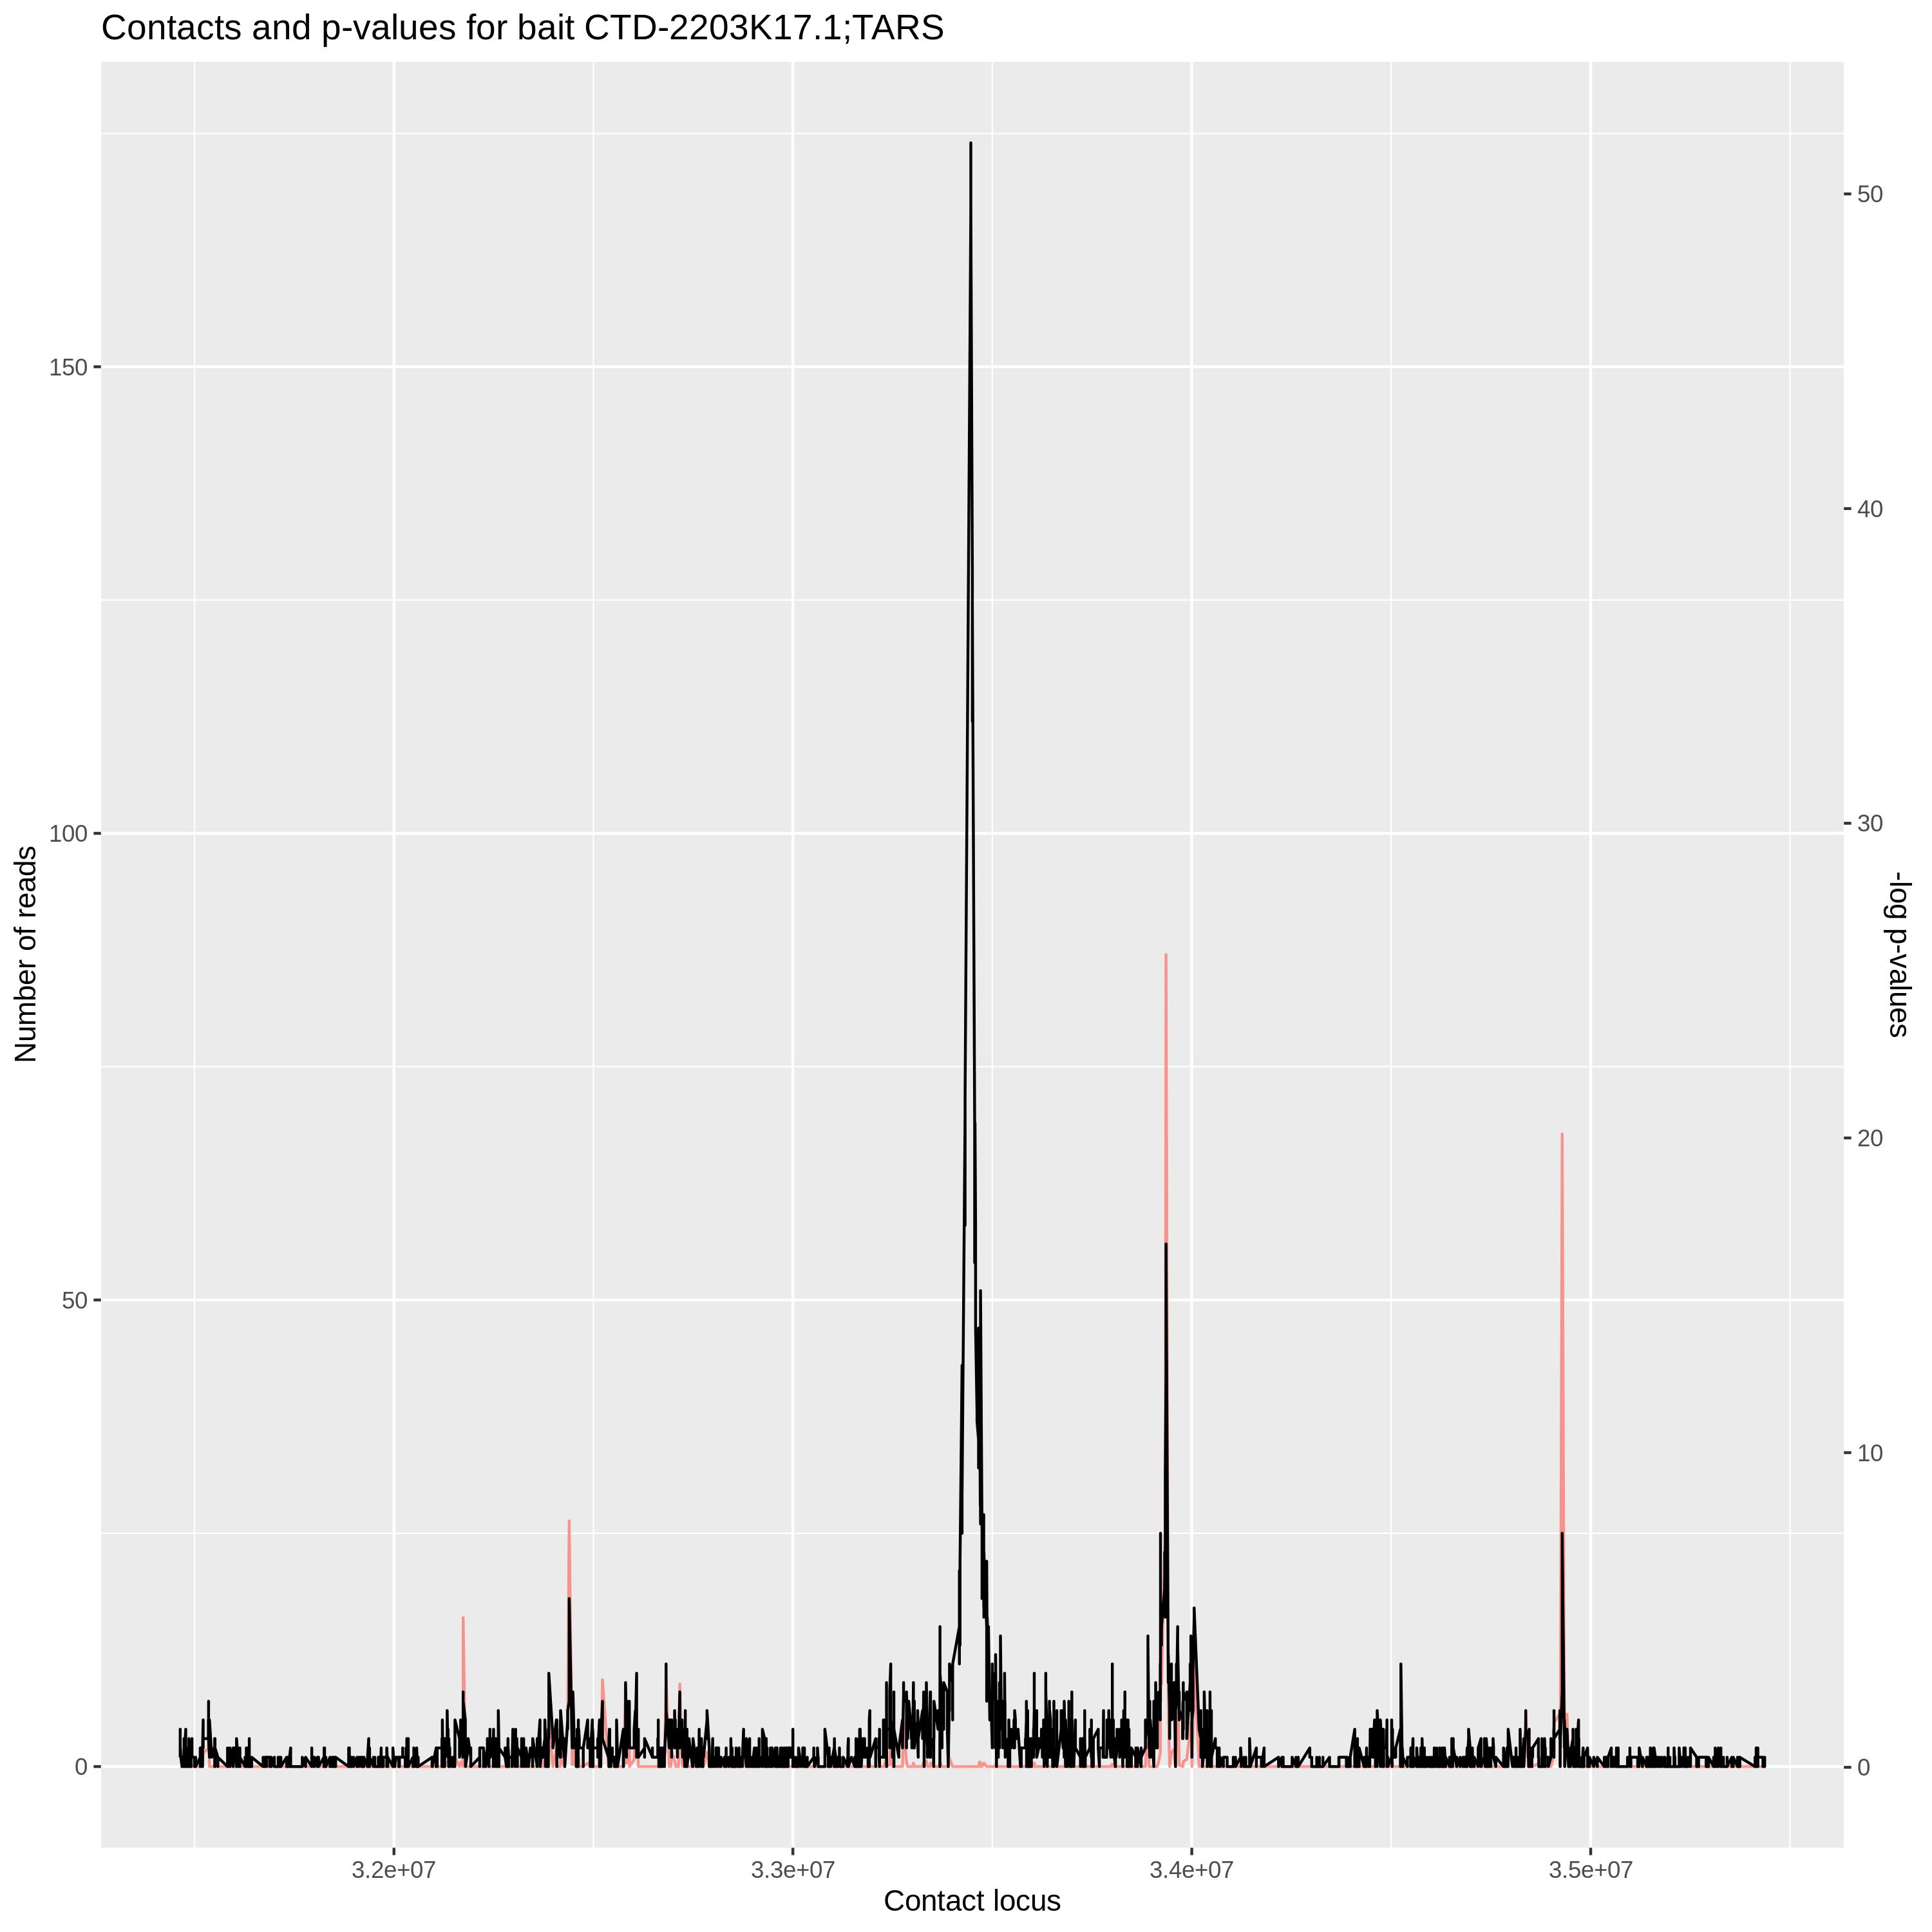 Contacts and p-values for bait CTD-2203K17.1;TARS
150
100
50
0
Number of reads
50
40
30
20
10
0
-log p-values
3.2e+07 3.3e+07 3.4e+07 3.5e+07
Contact locus